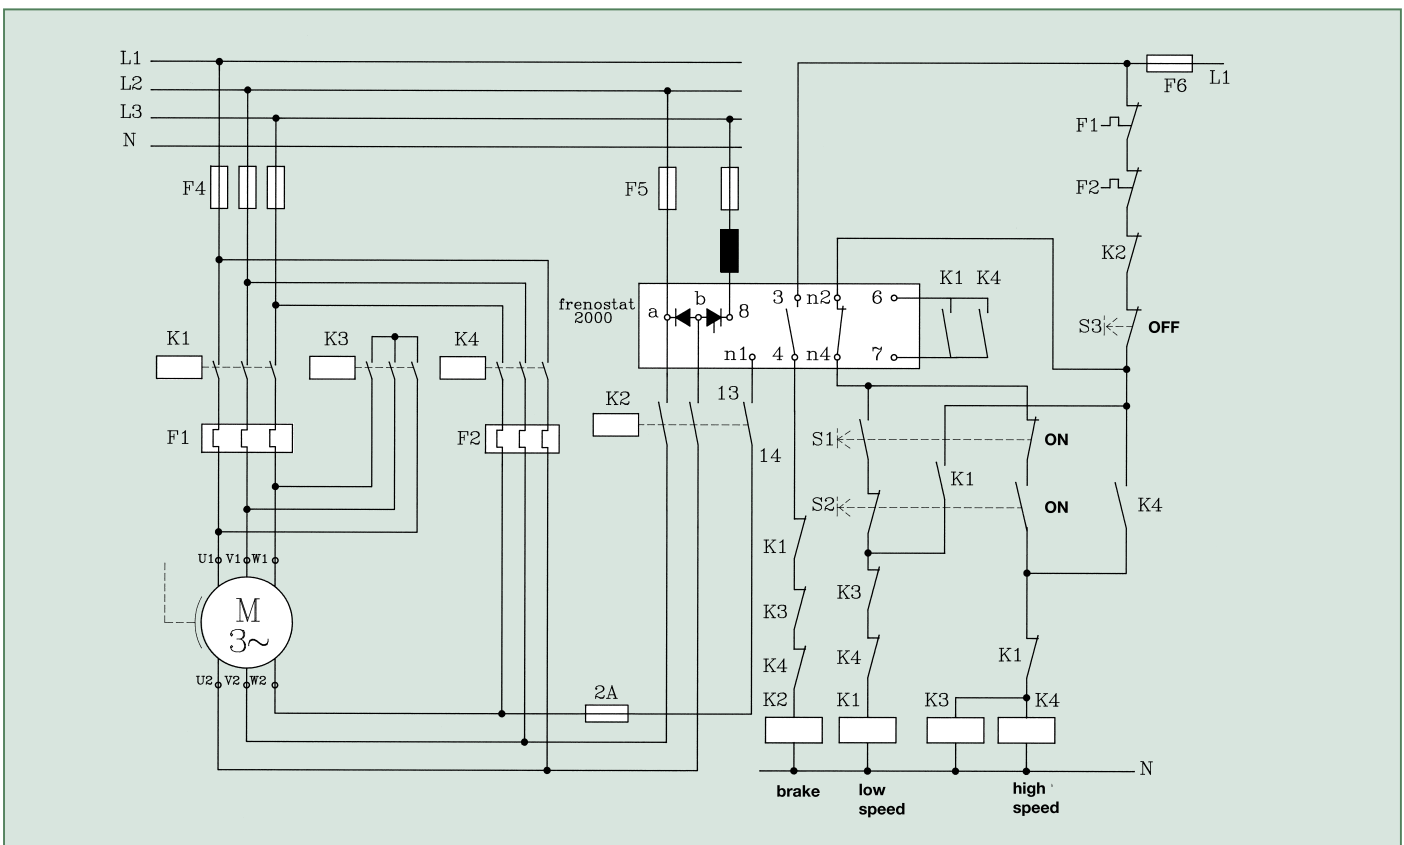 L1
L2
L3
N
F4
F5
F6
L1
F1
F2
K2
S3 OFF
frenostat
2000
a b 8 3 n2 6
n1 4 n4 7
K1 K4
K1 K3 K4
K2
13
14
F1 F2
S1 ON
S2 ON
K1
K4
U1 V1 W1
M
3~
U2 V2 W2
2A
K1
K3
K4
K3
K4
K1
K2 K1 K3 K4
N
brake
low
speed
high
speed